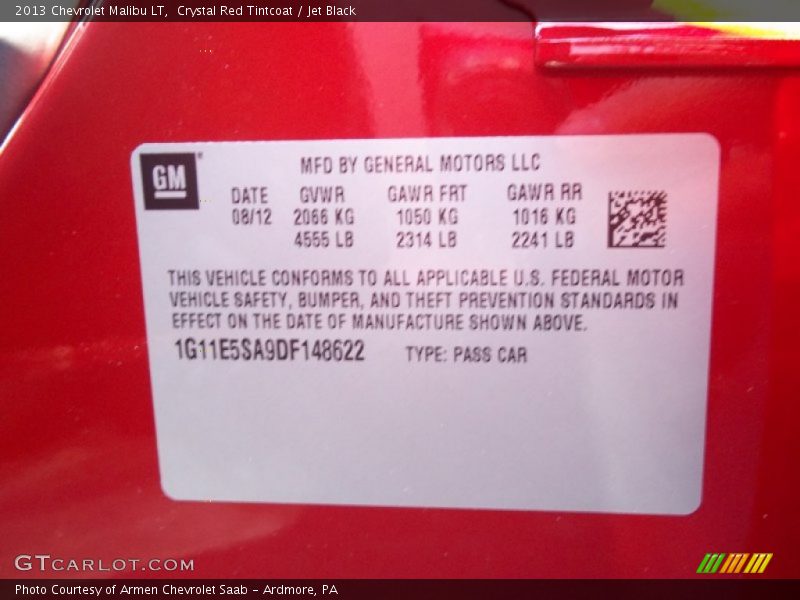 2013 Chevrolet Malibu LT, Crystal Red Tintcoat / Jet Black
GM
MFD BY GENERAL MOTORS LLC
DATE GVWR GAWR FRT GAWR RR
08/12 2066 KG 1050 KG 1016 KG
4555 LB 2314 LB 2241 LB
THIS VEHICLE CONFORMS TO ALL APPLICABLE U.S. FEDERAL MOTOR
VEHICLE SAFETY, BUMPER, AND THEFT PREVENTION STANDARDS IN
EFFECT ON THE DATE OF MANUFACTURE SHOWN ABOVE.
1G11E5SA9DF148622 TYPE: PASS CAR
GTCARLOT.COM
Photo Courtesy of Armen Chevrolet Saab - Ardmore, PA